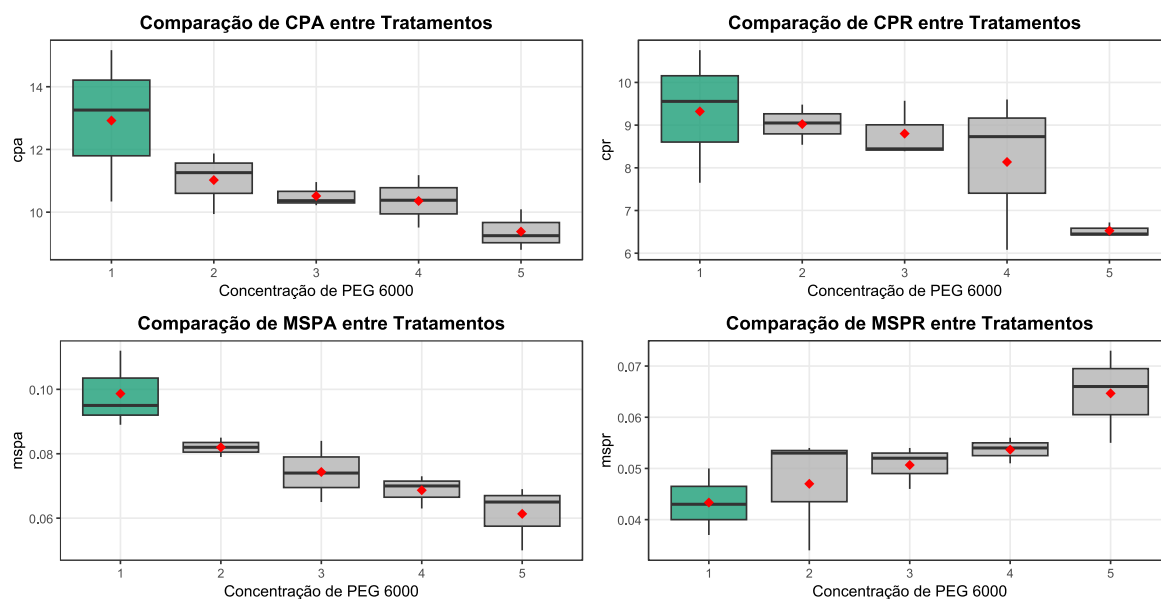 Comparação de CPA entre Tratamentos
14
12
10
cpa
1 2 3 4 5
Concentração de PEG 6000
Comparação de CPR entre Tratamentos
10
9
8
7
6
cpr
1 2 3 4 5
Concentração de PEG 6000
Comparação de MSPA entre Tratamentos
0.10
0.08
0.06
mspa
1 2 3 4 5
Concentração de PEG 6000
Comparação de MSPR entre Tratamentos
0.07
0.06
0.05
0.04
mspr
1 2 3 4 5
Concentração de PEG 6000